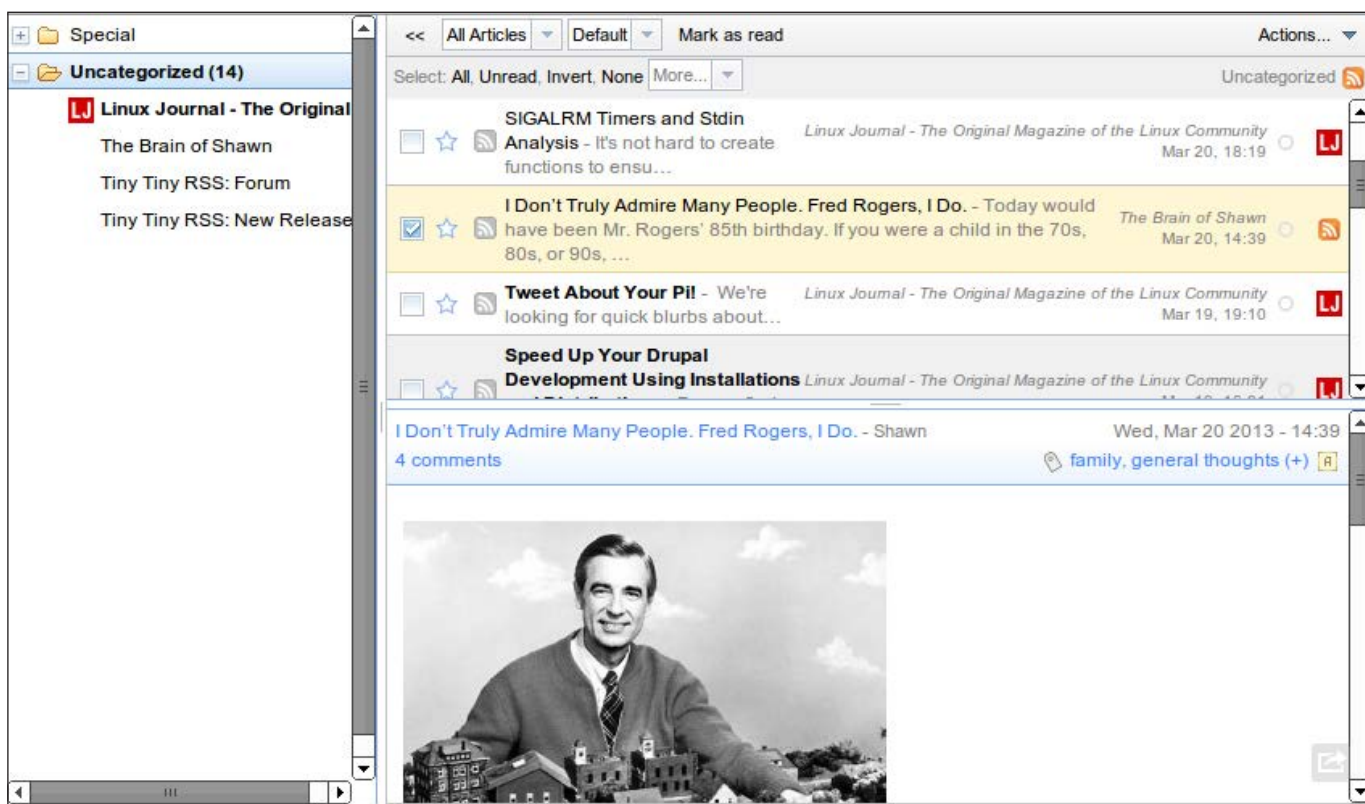 Special
Uncategorized (14)
LJ Linux Journal - The Original
The Brain of Shawn
Tiny Tiny RSS: Forum
Tiny Tiny RSS: New Release
<< All Articles Default Mark as read Actions...
Select: All, Unread, Invert, None More... Uncategorized
SIGALRM Timers and Stdin
Analysis - It's not hard to create
functions to ensu…
Linux Journal - The Original Magazine of the Linux Community
Mar 20, 18:19
LJ
I Don’t Truly Admire Many People. Fred Rogers, I Do. - Today would
have been Mr. Rogers’ 85th birthday. If you were a child in the 70s,
80s, or 90s, …
The Brain of Shawn
Mar 20, 14:39
Tweet About Your Pi! - We're
looking for quick blurbs about…
Linux Journal - The Original Magazine of the Linux Community
Mar 19, 19:10
LJ
Speed Up Your Drupal
Development Using Installations
Linux Journal - The Original Magazine of the Linux Community
LJ
I Don’t Truly Admire Many People. Fred Rogers, I Do. - Shawn Wed, Mar 20 2013 - 14:39
4 comments family, general thoughts (+) A